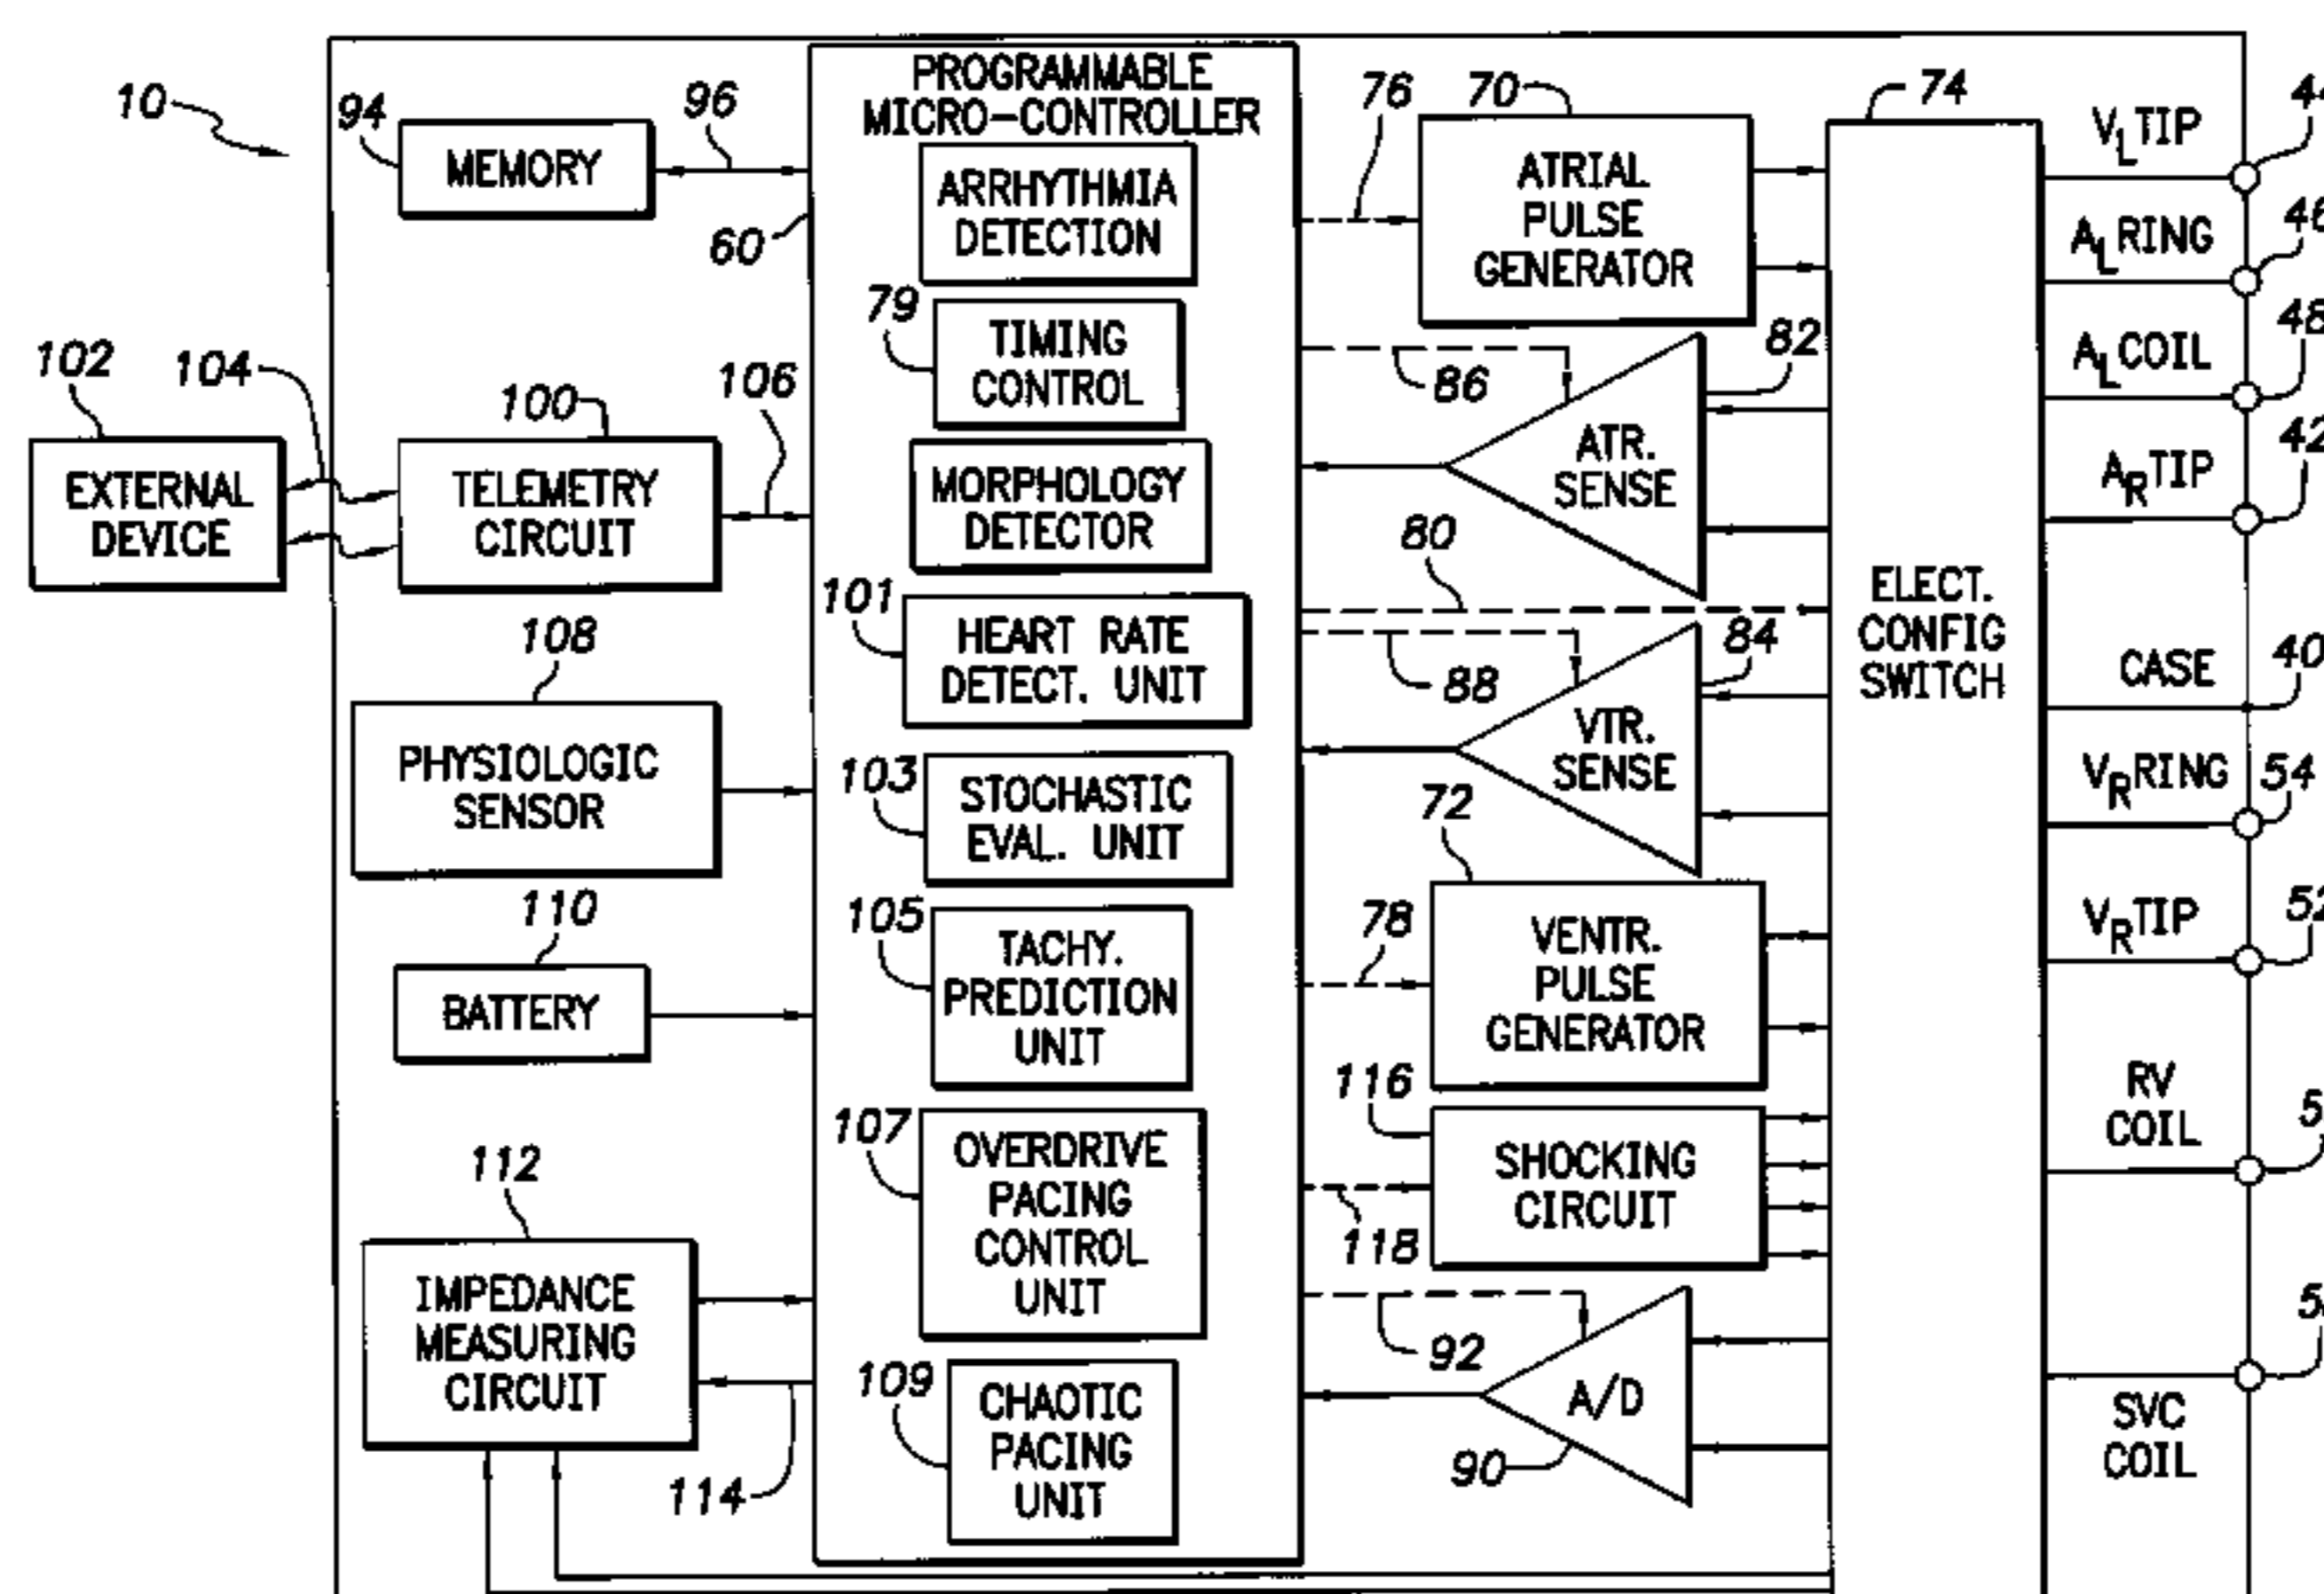 10
94
MEMORY
96
60
PROGRAMMABLE
MICRO-CONTROLLER
ARRHYTHMIA
DETECTION
79
TIMING
CONTROL
MORPHOLOGY
DETECTOR
101
HEART RATE
DETECT. UNIT
103
STOCHASTIC
EVAL. UNIT
105
TACHY.
PREDICTION
UNIT
107
OVERDRIVE
PACING
CONTROL
UNIT
109
CHAOTIC
PACING
UNIT
102
104
EXTERNAL
DEVICE
100
TELEMETRY
CIRCUIT
106
108
PHYSIOLOGIC
SENSOR
110
BATTERY
112
IMPEDANCE
MEASURING
CIRCUIT
114
76
70
ATRIAL
PULSE
GENERATOR
86
82
ATR.
SENSE
80
88
84
VTR.
SENSE
72
78
VENTR.
PULSE
GENERATOR
116
SHOCKING
CIRCUIT
118
92
A/D
90
74
ELECT.
CONFIG
SWITCH
VLTIP
44
ALRING
46
ALCOIL
48
ARTIP
42
CASE
40
VRRING
54
VRTIP
52
RV
COIL
SVC
COIL